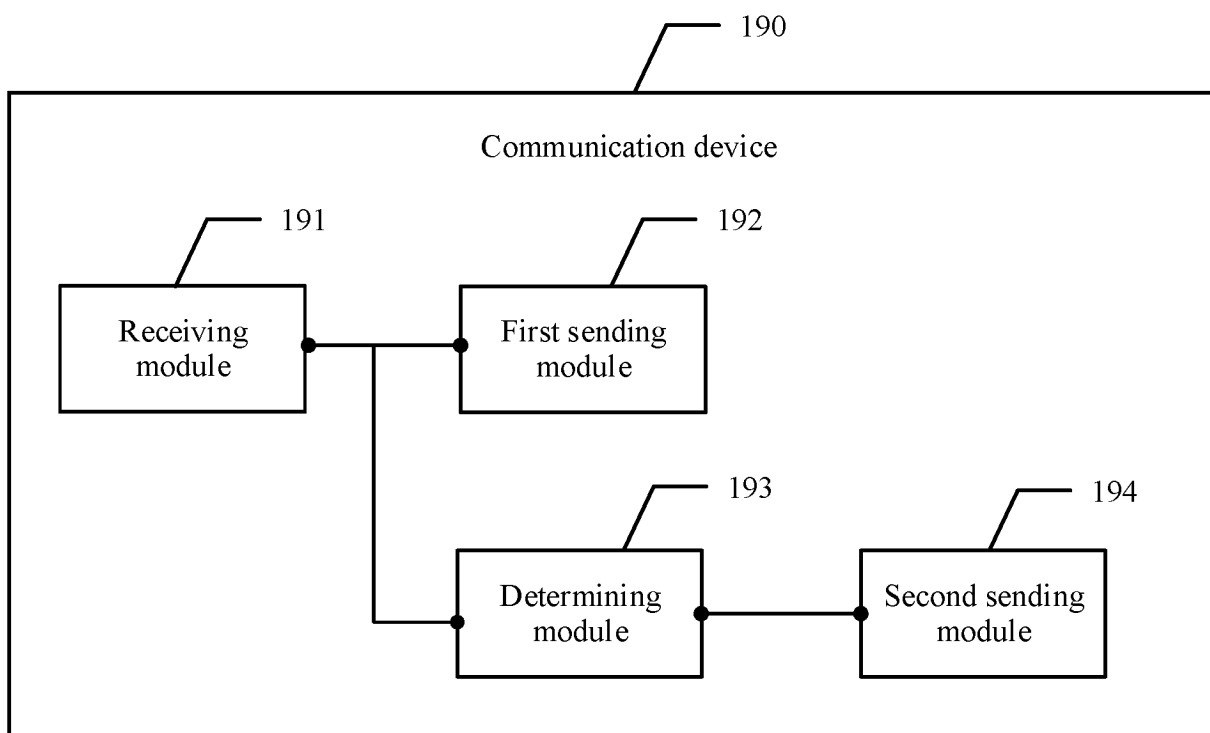 190
Communication device
191
192
Receiving
module
First sending
module
193
194
Determining
module
Second sending
module